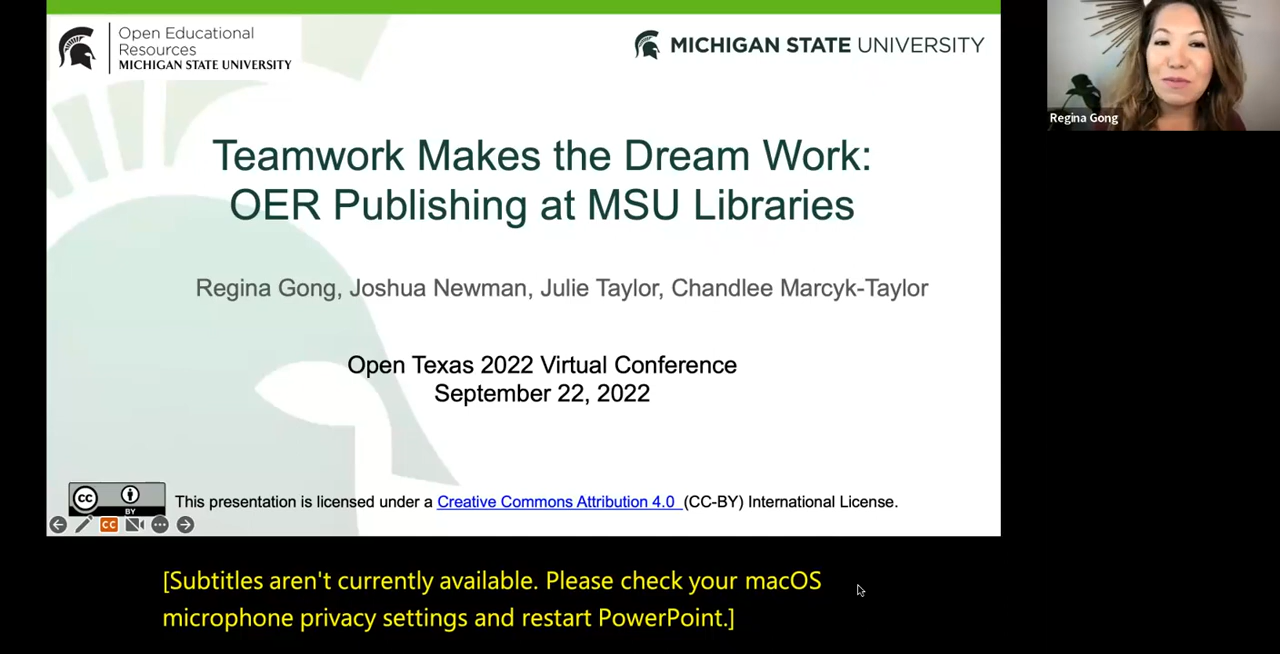 Open Educational
Resources
MICHIGAN STATE UNIVERSITY
MICHIGAN STATE UNIVERSITY
Regina Gong
Teamwork Makes the Dream Work:
OER Publishing at MSU Libraries
Regina Gong, Joshua Newman, Julie Taylor, Chandlee Marcyk-Taylor
Open Texas 2022 Virtual Conference
September 22, 2022
cc
BY
This presentation is licensed under a Creative Commons Attribution 4.0 (CC-BY) International License.
CC
[Subtitles aren't currently available. Please check your macOS
microphone privacy settings and restart PowerPoint.]